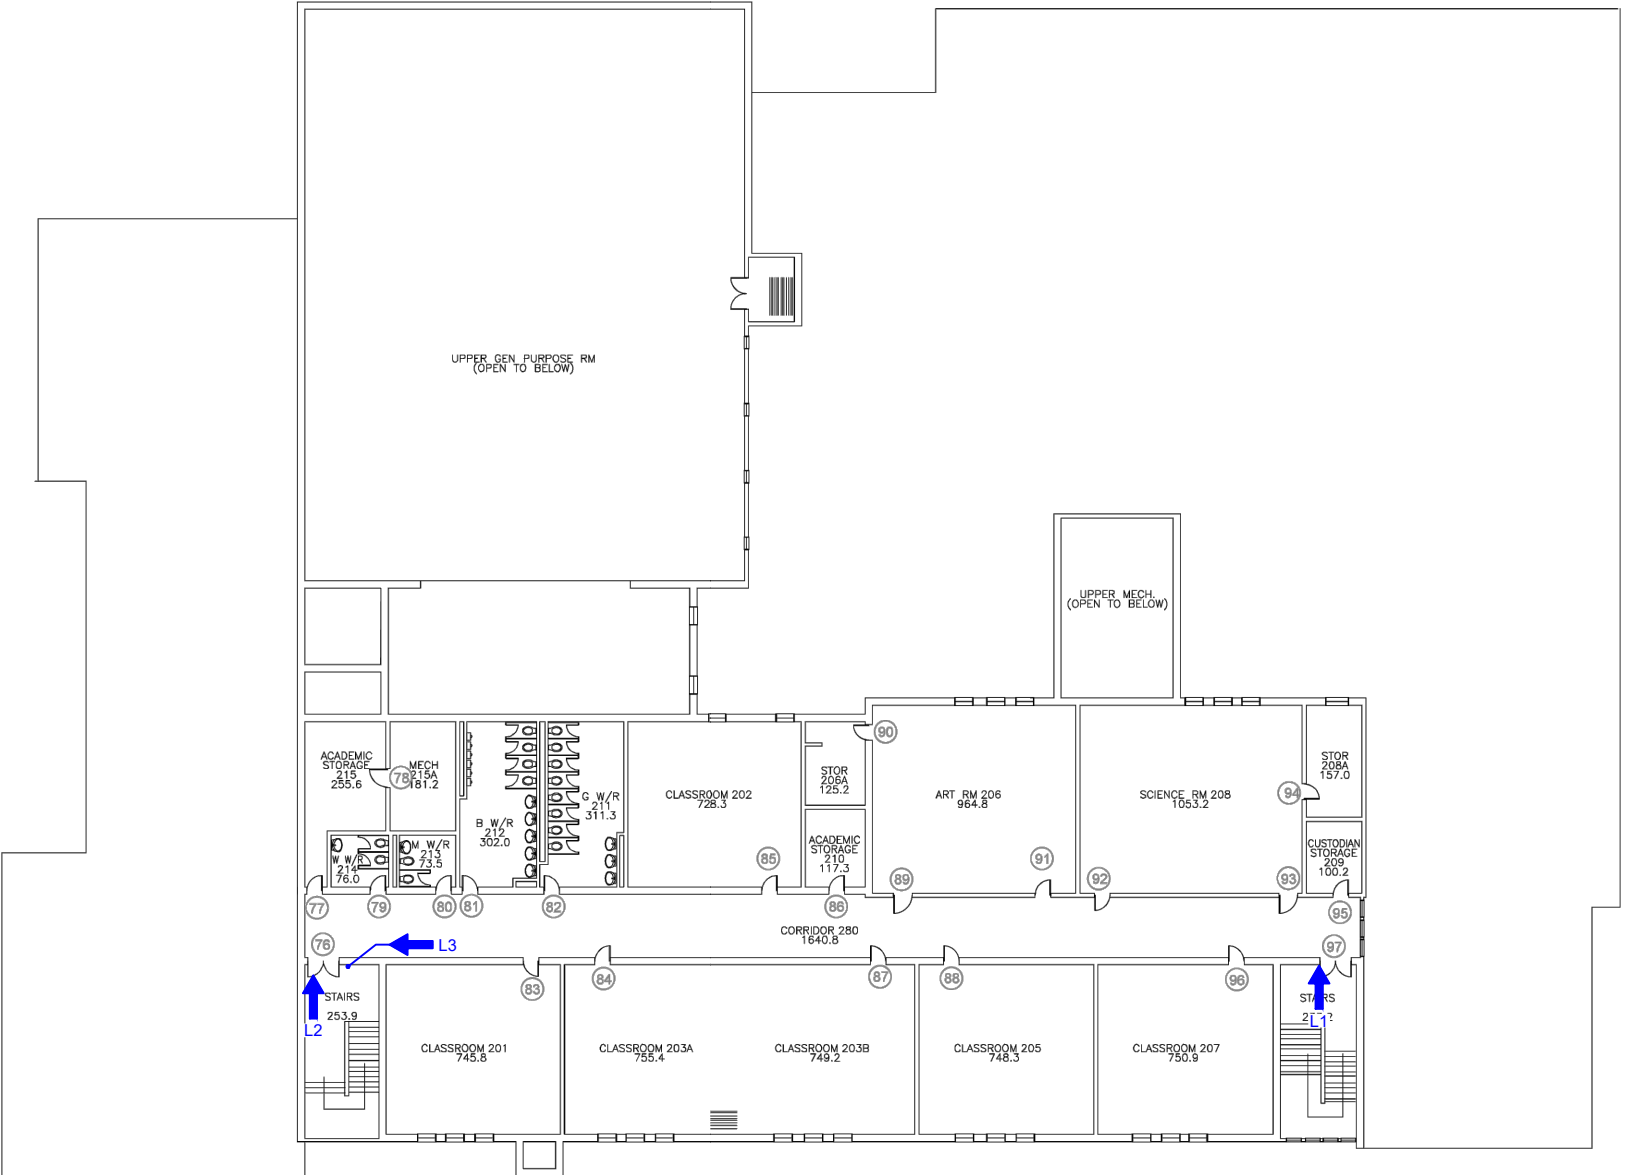 UPPER GEN PURPOSE RM
(OPEN TO BELOW)
UPPER MECH.
(OPEN TO BELOW)
90
ACADEMIC
STORAGE
215
255.6
78
MECH
215A
181.2
STOR
206A
125.2
STOR
208A
157.0
CLASSROOM 202
728.3
ART RM 206
964.8
SCIENCE RM 208
1053.2
94
G W/R
211
311.3
B W/R
212
302.0
M W/R
213
73.5
W W/R
214
76.0
ACADEMIC
STORAGE
210
117.3
CUSTODIAN
STORAGE
209
100.2
85
91
89
92
93
77
79
80
81
82
86
95
CORRIDOR 280
1640.8
76
L3
97
83
84
87
88
96
STAIRS
253.9
L2
STAIRS
L1
CLASSROOM 201
745.8
CLASSROOM 203A
755.4
CLASSROOM 203B
749.2
CLASSROOM 205
748.3
CLASSROOM 207
750.9